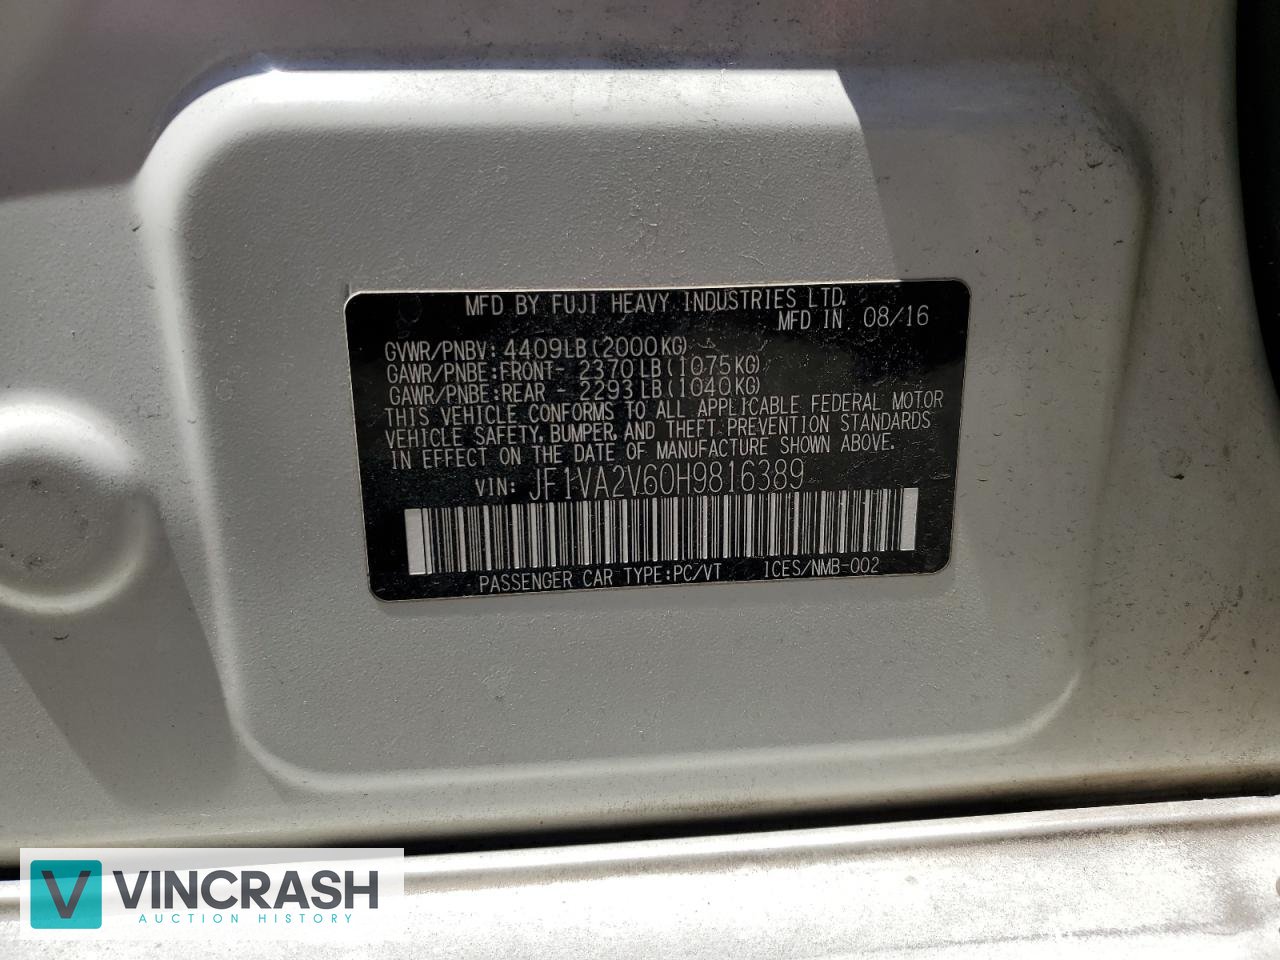 MFD BY FUJI HEAVY INDUSTRIES LTD.
MFD IN 08/16
GVWR/PNBV: 4409LB(2000KG)
GAWR/PNBE:FRONT- 2370LB(1075KG)
GAWR/PNBE:REAR - 2293LB(1040KG)
THIS VEHICLE CONFORMS TO ALL APPLICABLE FEDERAL MOTOR
VEHICLE SAFETY, BUMPER, AND THEFT PREVENTION STANDARDS
IN EFFECT ON THE DATE OF MANUFACTURE SHOWN ABOVE.
VIN: JF1VA2V60H9816389
PASSENGER CAR TYPE:PC/VT ICES/NMB-002
V VINCRASH
AUCTION HISTORY